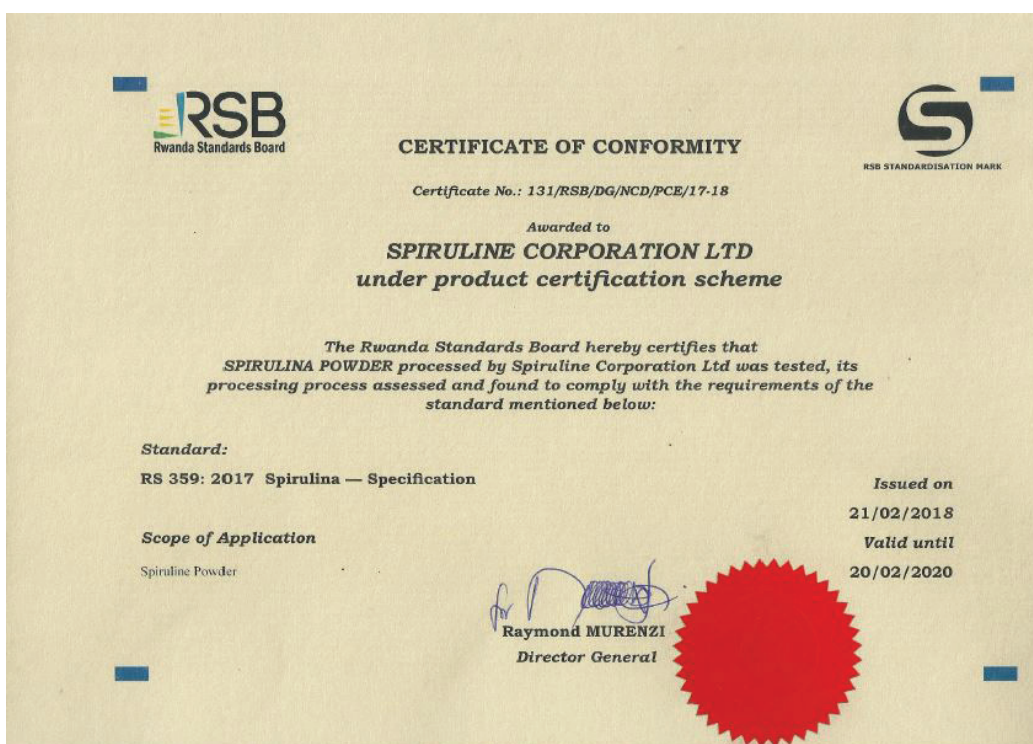 RSB
Rwanda Standards Board
RSB STANDARDISATION MARK
CERTIFICATE OF CONFORMITY
Certificate No.: 131/RSB/DG/NCD/PCE/17-18
Awarded to
SPIRULINE CORPORATION LTD
under product certification scheme
The Rwanda Standards Board hereby certifies that
SPIRULINA POWDER processed by Spiruline Corporation Ltd was tested, its
processing process assessed and found to comply with the requirements of the
standard mentioned below:
Standard:
RS 359: 2017 Spirulina — Specification
Issued on
21/02/2018
Scope of Application
Valid until
Spiruline Powder
20/02/2020
for
Raymond MURENZI
Director General